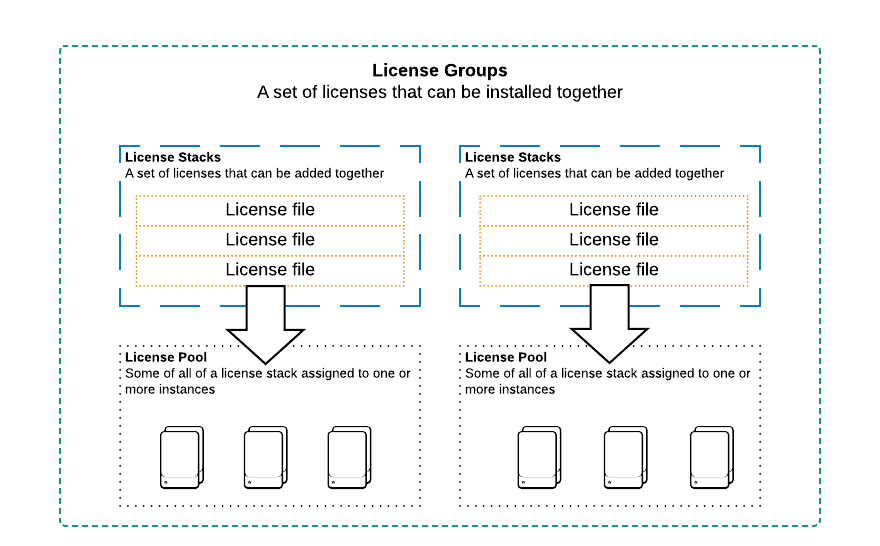 License Groups
A set of licenses that can be installed together
License Stacks
A set of licenses that can be added together
License file
License file
License file
License Pool
Some of all of a license stack assigned to one or
more instances
License Stacks
A set of licenses that can be added together
License file
License file
License file
License Pool
Some of all of a license stack assigned to one or
more instances